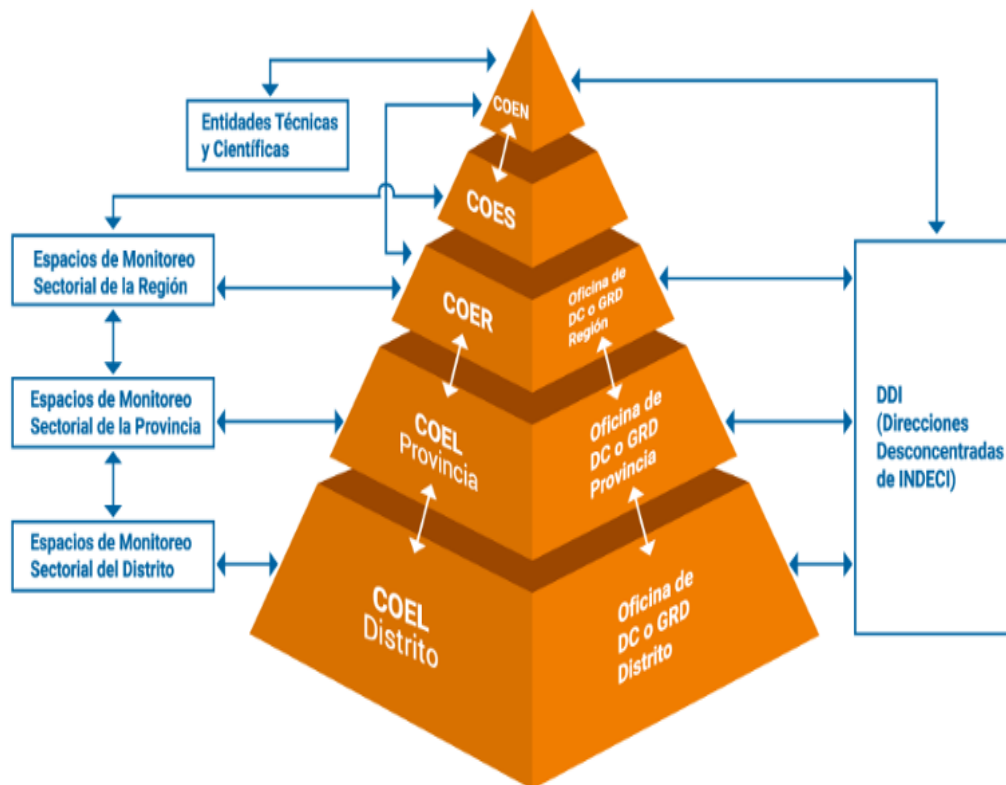 COEN
Entidades Técnicas
y Científicas
COES
Espacios de Monitoreo
Sectorial de la Región
COER
Oficina de
DC o GRD
Región
Espacios de Monitoreo
Sectorial de la Provincia
COEL
Provincia
Oficina de
DC o GRD
Provincia
DDI
(Direcciones
Desconcentradas
de INDECI)
Espacios de Monitoreo
Sectorial del Distrito
COEL
Distrito
Oficina de
DC o GRD
Distrito